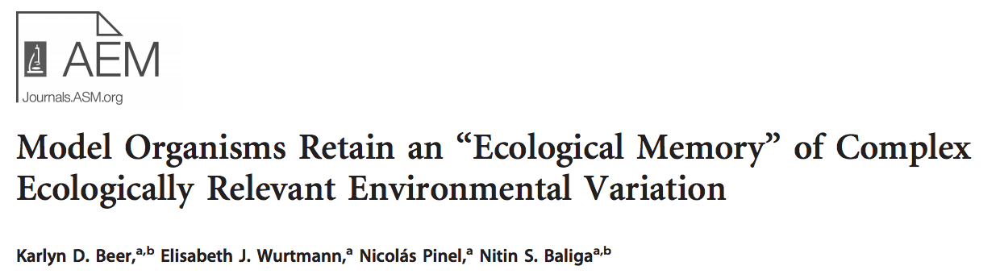 AEM
Journals.ASM.org
Model Organisms Retain an “Ecological Memory” of Complex
Ecologically Relevant Environmental Variation
Karlyn D. Beer,a,b Elisabeth J. Wurtmann,a Nicolás Pinel,a Nitin S. Baligaa,b